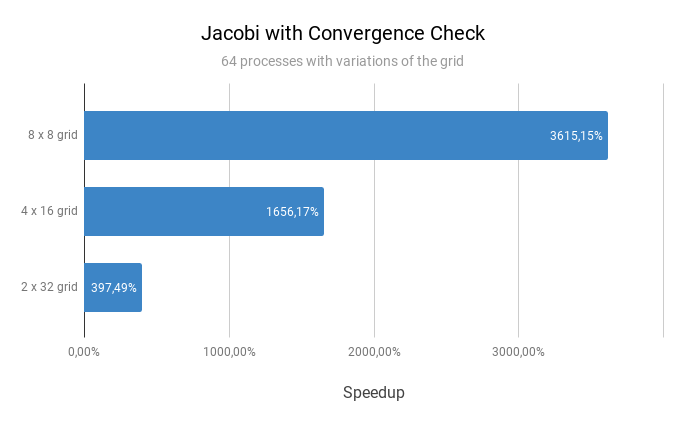 Jacobi with Convergence Check
64 processes with variations of the grid
8 x 8 grid
3615,15%
4 x 16 grid
1656,17%
2 x 32 grid
397,49%
0,00% 1000,00% 2000,00% 3000,00%
Speedup